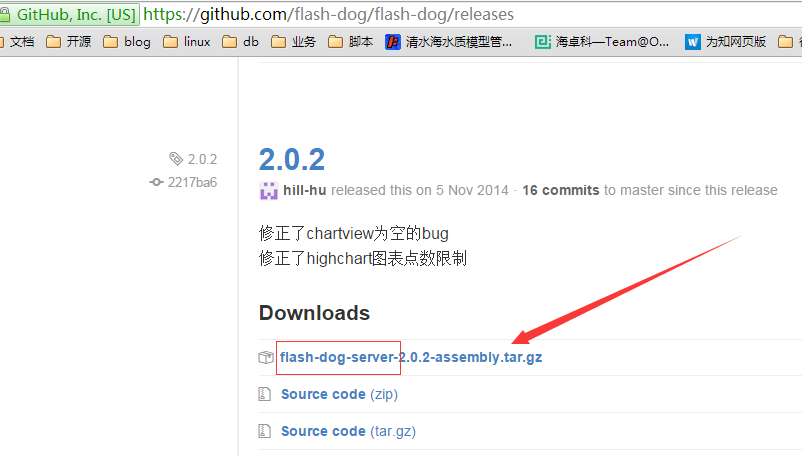 GitHub, Inc. [US] https://github.com/flash-dog/flash-dog/releases
文档 开源 blog linux db 业务 脚本 清水海水质模型管... 海卓科—Team@O... 为知网页版
2.0.2
2217ba6
2.0.2
hill-hu released this on 5 Nov 2014 · 16 commits to master since this release
修正了chartview为空的bug
修正了highchart图表点数限制
Downloads
flash-dog-server-2.0.2-assembly.tar.gz
Source code (zip)
Source code (tar.gz)